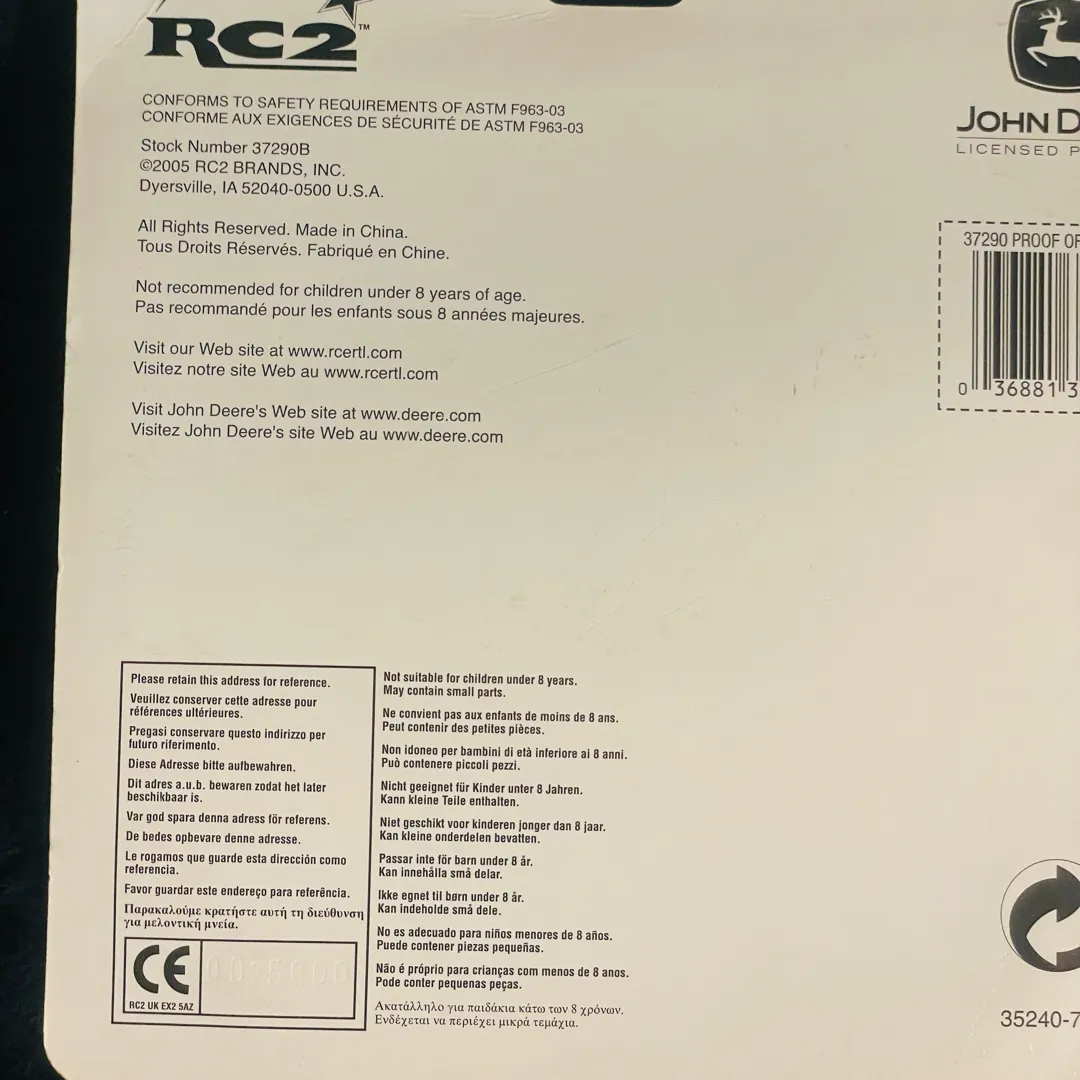 RC2™
CONFORMS TO SAFETY REQUIREMENTS OF ASTM F963-03
CONFORME AUX EXIGENCES DE SÉCURITÉ DE ASTM F963-03
Stock Number 37290B
©2005 RC2 BRANDS, INC.
Dyersville, IA 52040-0500 U.S.A.
All Rights Reserved. Made in China.
Tous Droits Réservés. Fabriqué en Chine.
Not recommended for children under 8 years of age.
Pas recommandé pour les enfants sous 8 années majeures.
Visit our Web site at www.rcertl.com
Visitez notre site Web au www.rcertl.com
Visit John Deere's Web site at www.deere.com
Visitez John Deere's site Web au www.deere.com
JOHN D
LICENSED P
37290 PROOF OF
0 36881 3
Please retain this address for reference.
Veuillez conserver cette adresse pour
références ultérieures.
Pregasi conservare questo indirizzo per
futuro riferimento.
Diese Adresse bitte aufbewahren.
Dit adres a.u.b. bewaren zodat het later
beschikbaar is.
Var god spara denna adress för referens.
De bedes opbevare denne adresse.
Le rogamos que guarde esta dirección como
referencia.
Favor guardar este endereço para referência.
Παρακαλούμε κρατήστε αυτή τη διεύθυνση
για μελοντική μνεία.
CE
RC2 UK EX2 5AZ
Not suitable for children under 8 years.
May contain small parts.
Ne convient pas aux enfants de moins de 8 ans.
Peut contenir des petites pièces.
Non idoneo per bambini di età inferiore ai 8 anni.
Può contenere piccoli pezzi.
Nicht geeignet für Kinder unter 8 Jahren.
Kann kleine Teile enthalten.
Niet geschikt voor kinderen jonger dan 8 jaar.
Kan kleine onderdelen bevatten.
Passar inte för barn under 8 år.
Kan innehålla små delar.
Ikke egnet til børn under 8 år.
Kan indeholde små dele.
No es adecuado para niños menores de 8 años.
Puede contener piezas pequeñas.
Não é próprio para crianças com menos de 8 anos.
Pode conter pequenas peças.
Ακατάλληλο για παιδάκια κάτω των 8 χρόνων.
Ενδέχεται να περιέχει μικρά τεμάχια.
35240-7